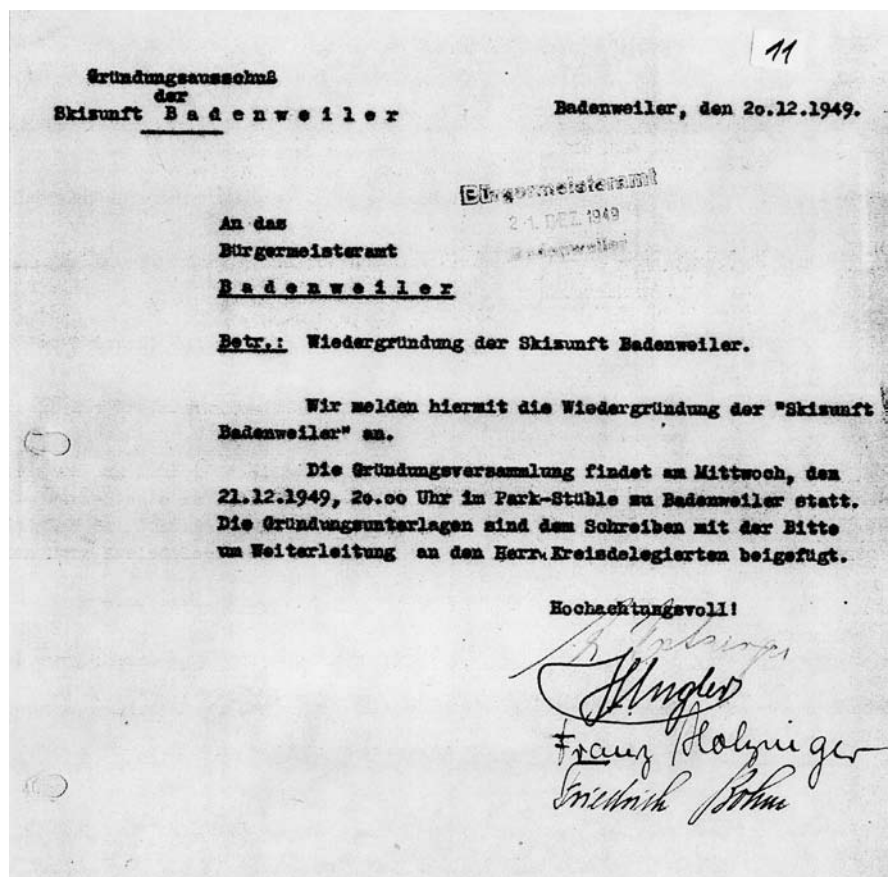 11
Gründungsausschuß
der
Skizunft B a d e n w e i l e r
Badenweiler, den 2o.12.1949.
Bürgermeisteramt
21. DEZ. 1949
Badenweiler
An das
Bürgermeisteramt
B a d e n w e i l e r
Betr.: Wiedergründung der Skizunft Badenweiler.
Wir melden hiermit die Wiedergründung der "Skizunft
Badenweiler" an.
Die Gründungsversammlung findet am Mittwoch, den
21.12.1949, 2o.oo Uhr im Park-Stüble zu Badenweiler statt.
Die Gründungsunterlagen sind dem Schreiben mit der Bitte
um Weiterleitung an den Herrn Kreisdelegierten beigefügt.
Hochachtungsvoll!
Franz Holzinger
Friedrich Bohm